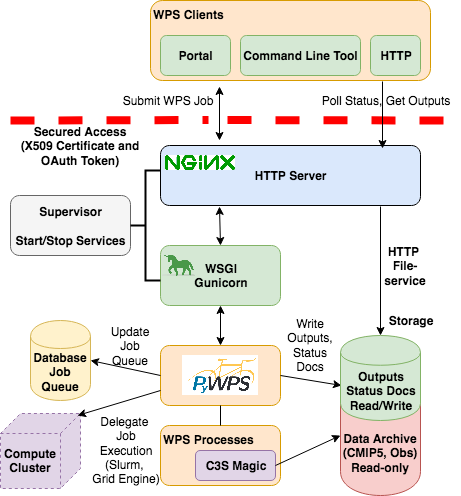 WPS Clients
Portal
Command Line Tool
HTTP
Submit WPS Job
Poll Status, Get Outputs
Secured Access
(X509 Certificate and
OAuth Token)
NGINX
HTTP Server
Supervisor
Start/Stop Services
WSGI
Gunicorn
HTTP
File-
service
Storage
Update
Job
Queue
Write
Outputs,
Status
Docs
Database
Job
Queue
PyWPS
Outputs
Status Docs
Read/Write
Delegate
Job
Execution
(Slurm,
Grid Engine)
Compute
Cluster
WPS Processes
C3S Magic
Data Archive
(CMIP5, Obs)
Read-only